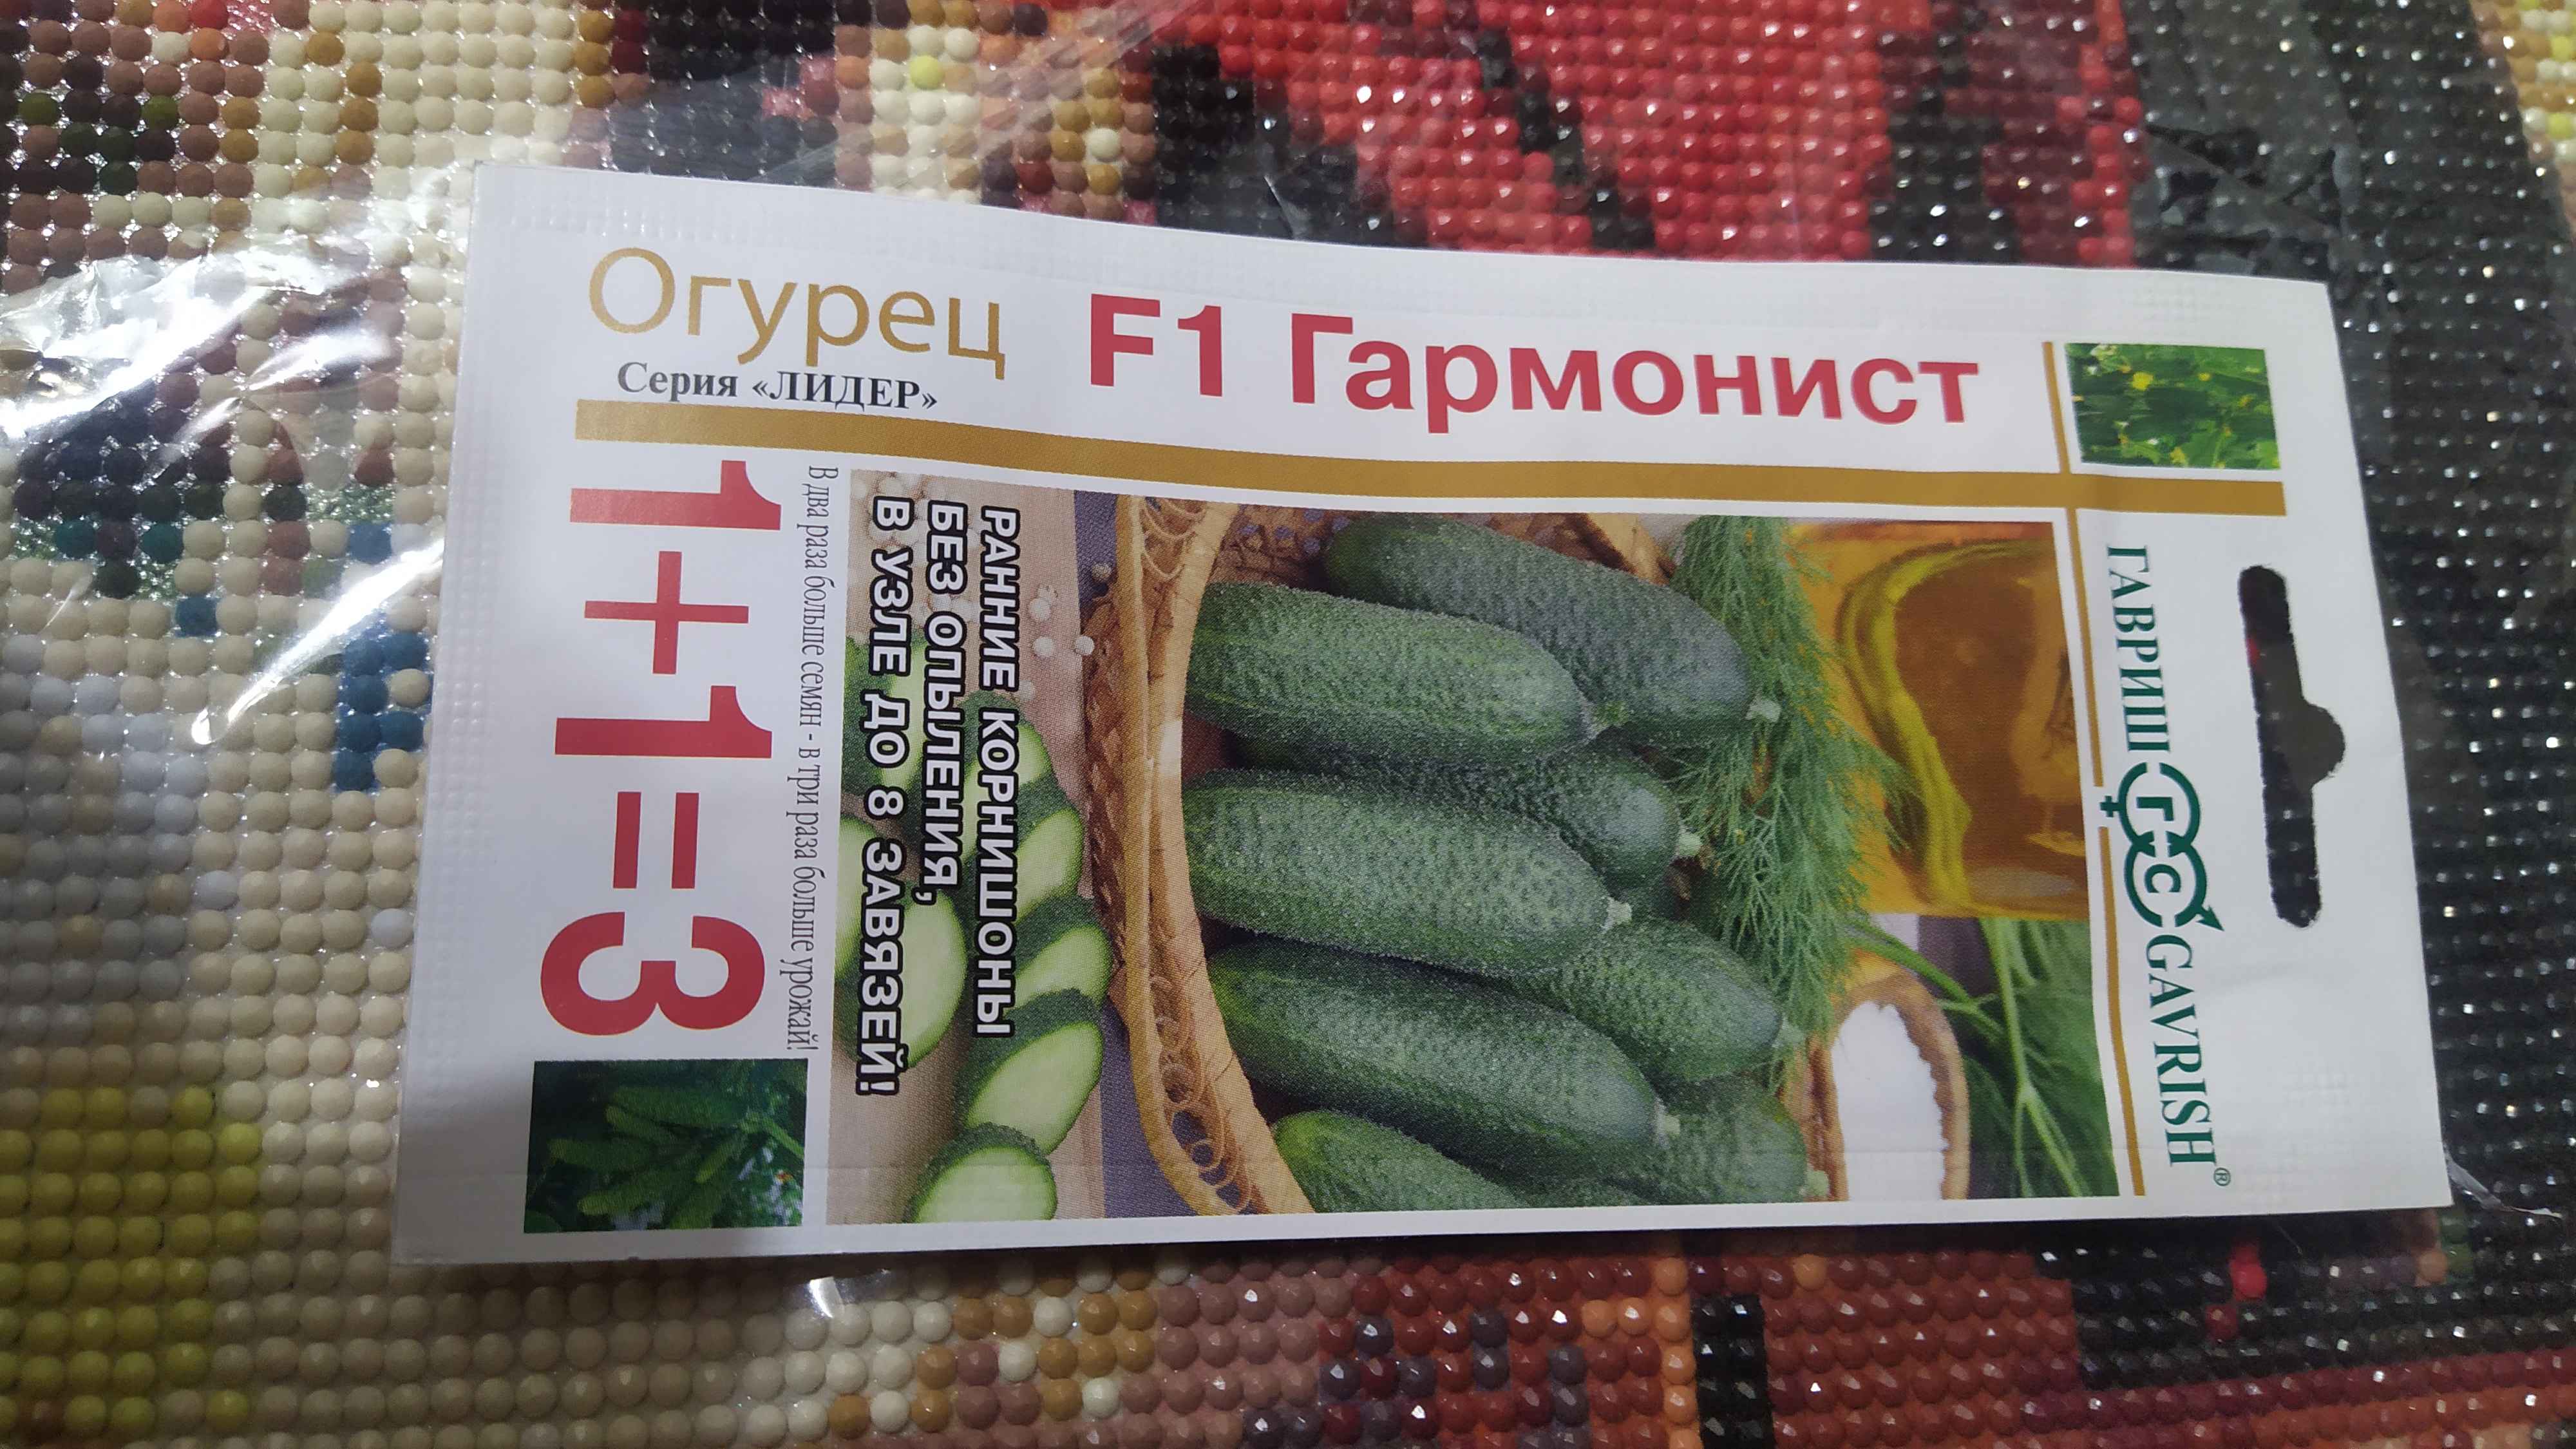 Огурец F1 Гармонист
Серия «ЛИДЕР»
ГАВРИШ ГС GAVRISH®
РАННИЕ КОРНИШОНЫ
БЕЗ ОПЫЛЕНИЯ,
В УЗЛЕ ДО 8 ЗАВЯЗЕЙ!
В два раза больше семян - в три раза больше урожай!
1+1=3